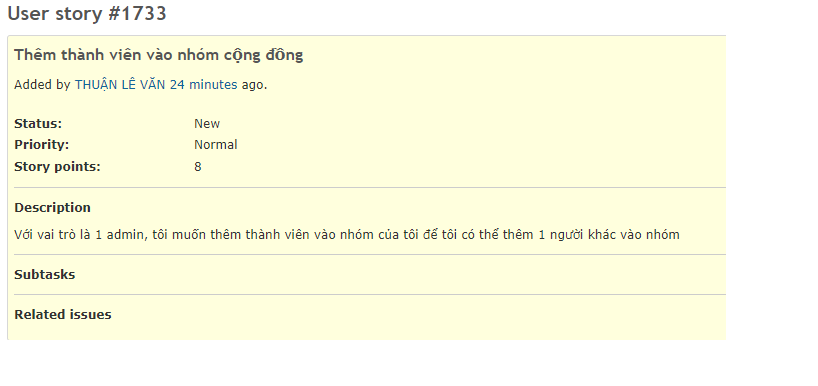 User story #1733
Thêm thành viên vào nhóm cộng đồng
Added by THUẬN LÊ VĂN 24 minutes ago.
Status: New
Priority: Normal
Story points: 8
Description
Với vai trò là 1 admin, tôi muốn thêm thành viên vào nhóm của tôi để tôi có thể thêm 1 người khác vào nhóm
Subtasks
Related issues